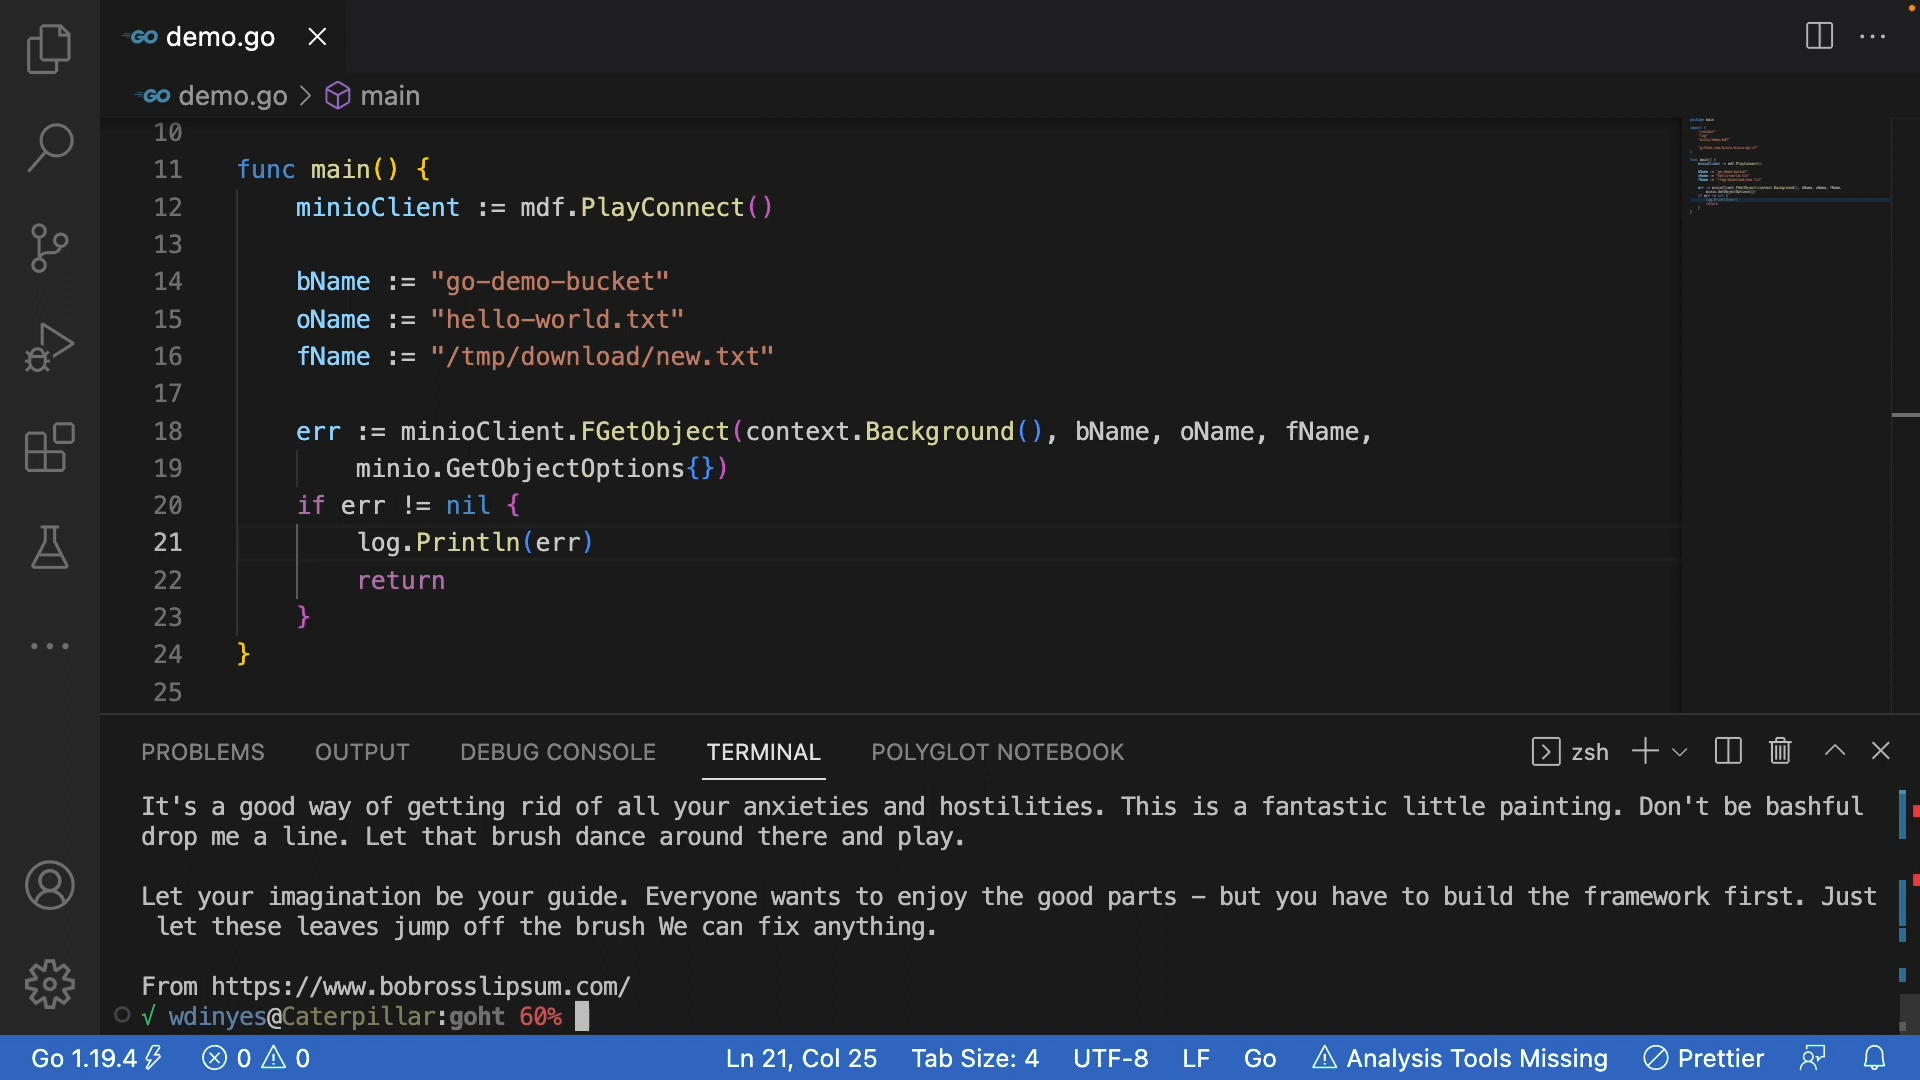 GO demo.go
GO demo.go > main
10
11 func main() {
12 minioClient := mdf.PlayConnect()
13
14 bName := "go-demo-bucket"
15 oName := "hello-world.txt"
16 fName := "/tmp/download/new.txt"
17
18 err := minioClient.FGetObject(context.Background(), bName, oName, fName,
19 minio.GetObjectOptions{})
20 if err != nil {
21 log.Println(err)
22 return
23 }
24 }
25
PROBLEMS OUTPUT DEBUG CONSOLE TERMINAL POLYGLOT NOTEBOOK zsh
It's a good way of getting rid of all your anxieties and hostilities. This is a fantastic little painting. Don't be bashful
drop me a line. Let that brush dance around there and play.
Let your imagination be your guide. Everyone wants to enjoy the good parts – but you have to build the framework first. Just
let these leaves jump off the brush We can fix anything.
From https://www.bobrosslipsum.com/
√ wdinyes@Caterpillar:goht 60%
Go 1.19.4 0 0 Ln 21, Col 25 Tab Size: 4 UTF-8 LF Go Analysis Tools Missing Prettier